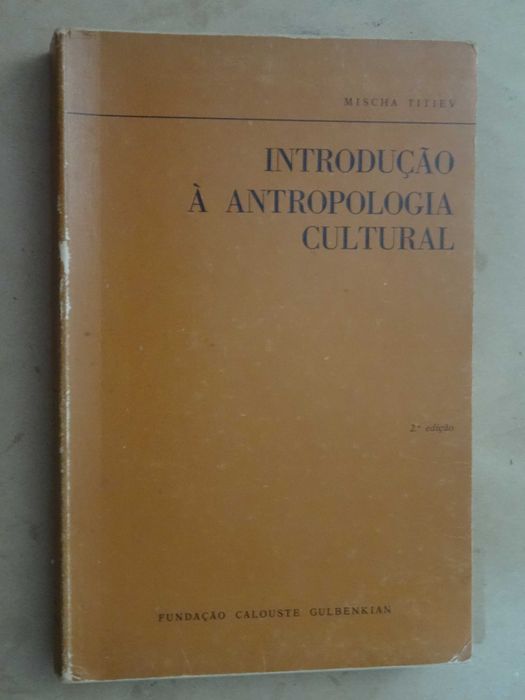 MISCHA TITIEV
INTRODUÇÃO
À ANTROPOLOGIA
CULTURAL
2.ª edição
FUNDAÇÃO CALOUSTE GULBENKIAN